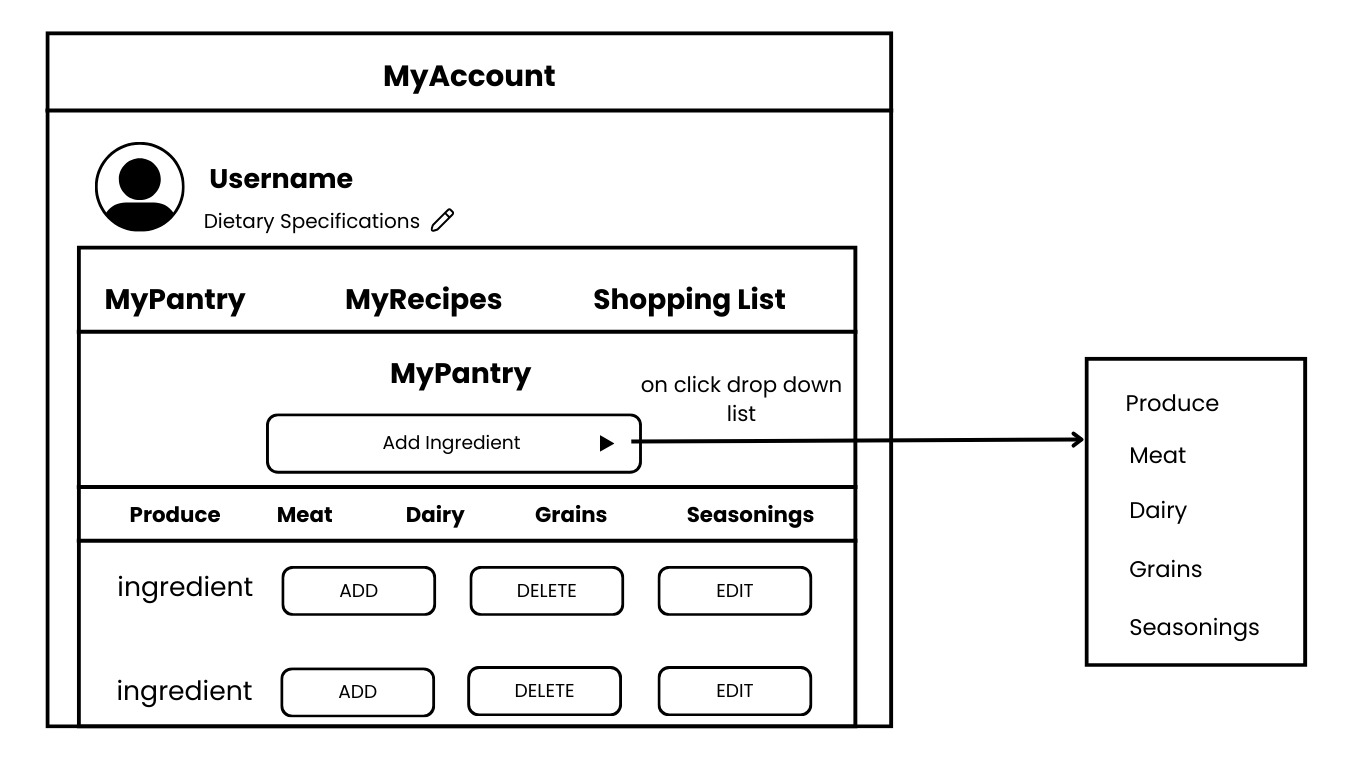 MyAccount
Username
Dietary Specifications
MyPantry MyRecipes Shopping List
MyPantry
on click drop down
list
Add Ingredient
Produce Meat Dairy Grains Seasonings
ingredient ADD DELETE EDIT
ingredient ADD DELETE EDIT
Produce
Meat
Dairy
Grains
Seasonings